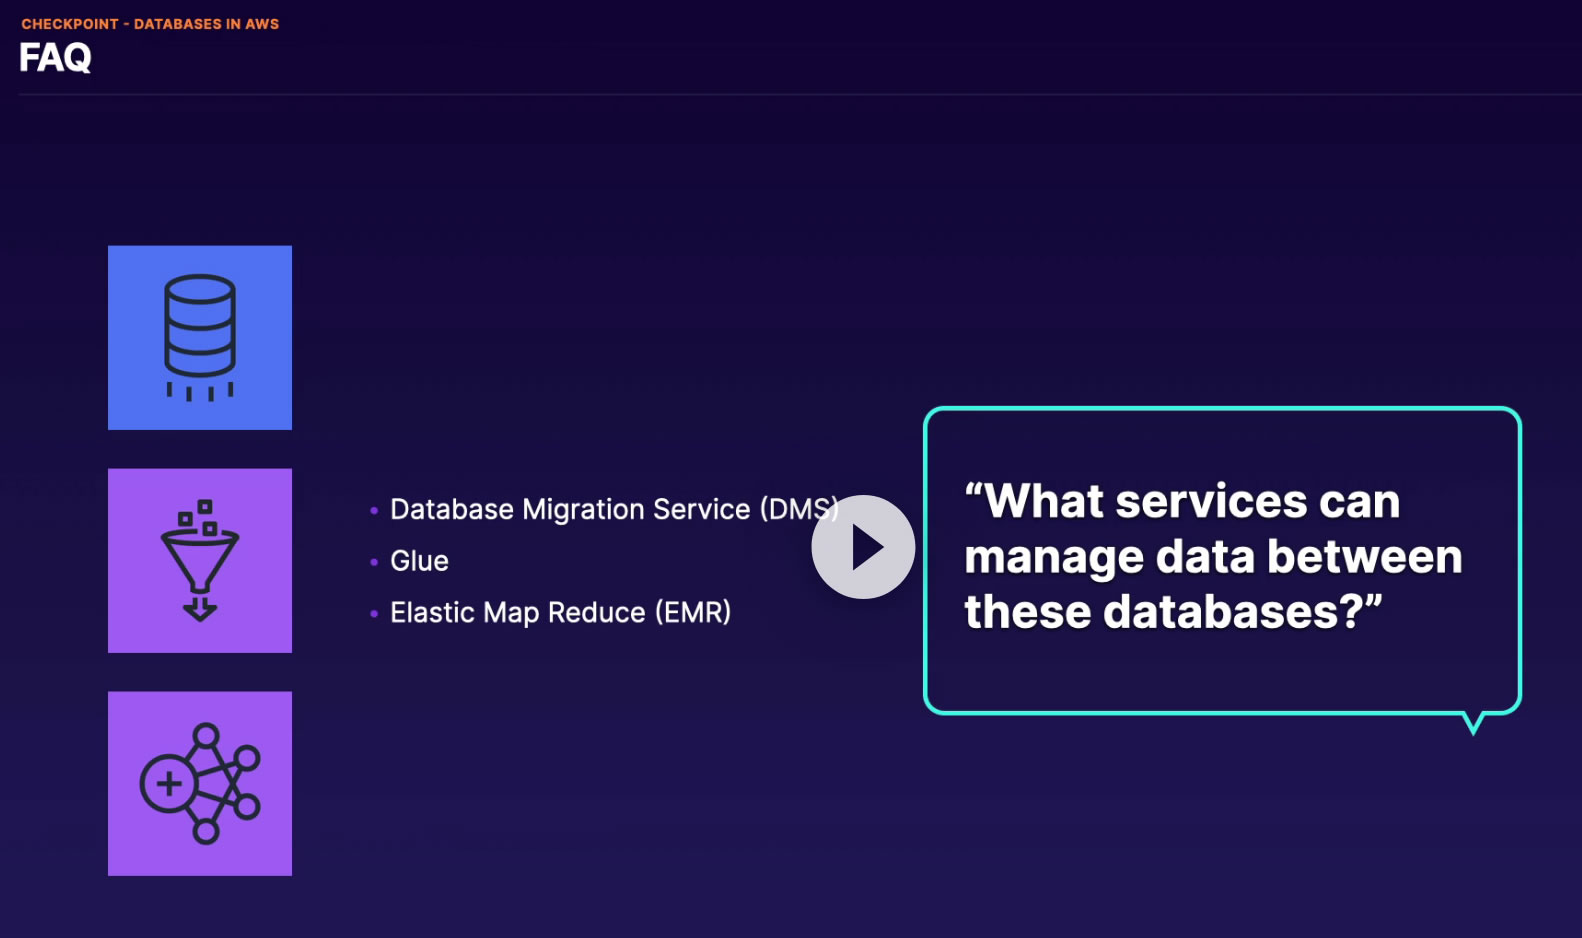 CHECKPOINT - DATABASES IN AWS
FAQ
• Database Migration Service (DMS)
• Glue
• Elastic Map Reduce (EMR)
“What services can
manage data between
these databases?”